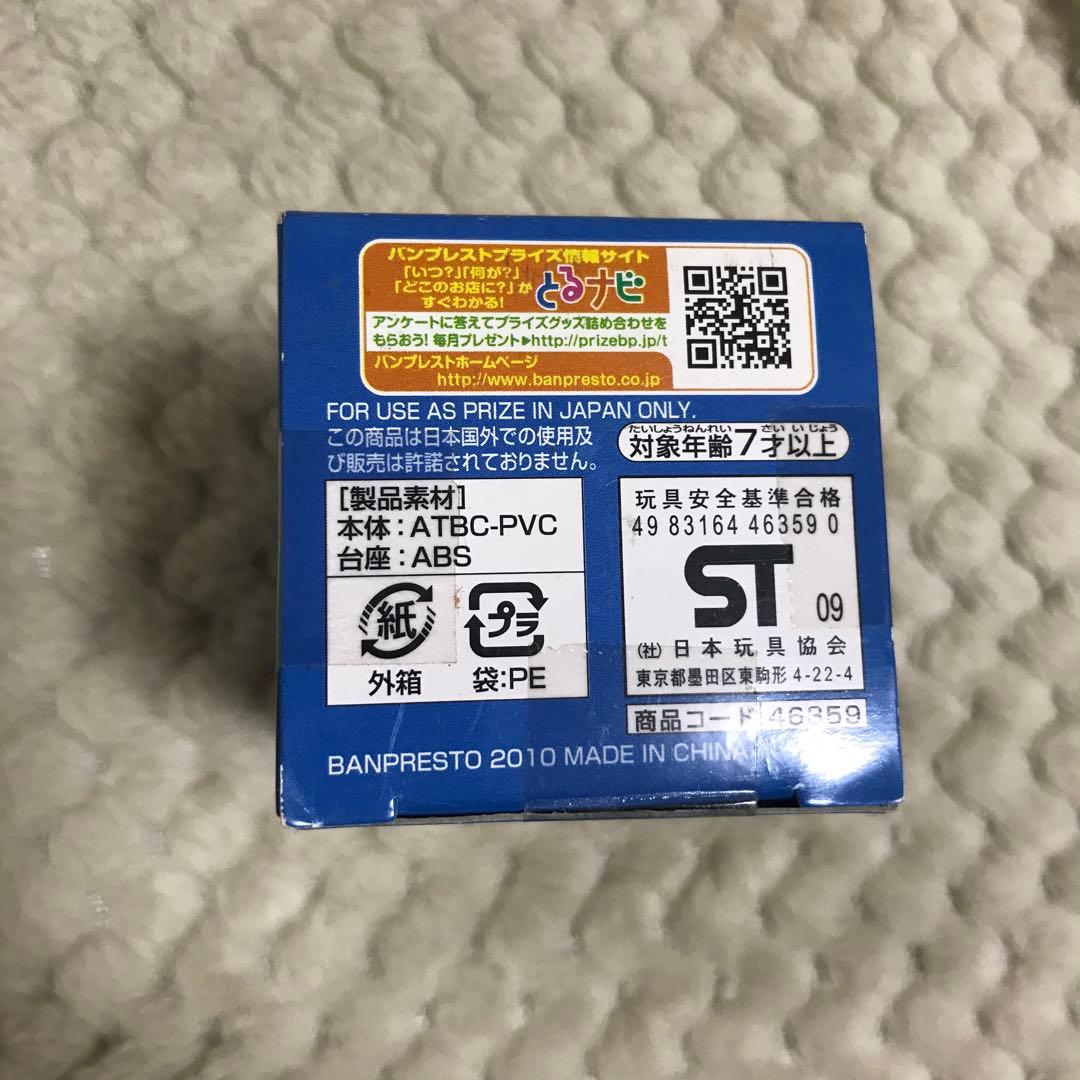 バンプレストプライズ情報サイト
「いつ?」「何が?」
「どこのお店に?」が
すぐわかる!
とるナビ
アンケートに答えてプライズグッズ詰め合わせを
もらおう! 毎月プレゼント▶http://prizebp.jp/t
バンプレストホームページ
http://www.banpresto.co.jp
FOR USE AS PRIZE IN JAPAN ONLY.
この商品は日本国外での使用及
び販売は許諾されておりません。
たいしょうねんれい さい いじょう
対象年齢7才以上
[製品素材]
本体:ATBC-PVC
台座:ABS
紙
外箱
プラ
袋:PE
玩具安全基準合格
49 83164 46359 0
ST
09
(社)日本玩具協会
東京都墨田区東駒形 4-22-4
商品コード 46359
BANPRESTO 2010 MADE IN CHINA